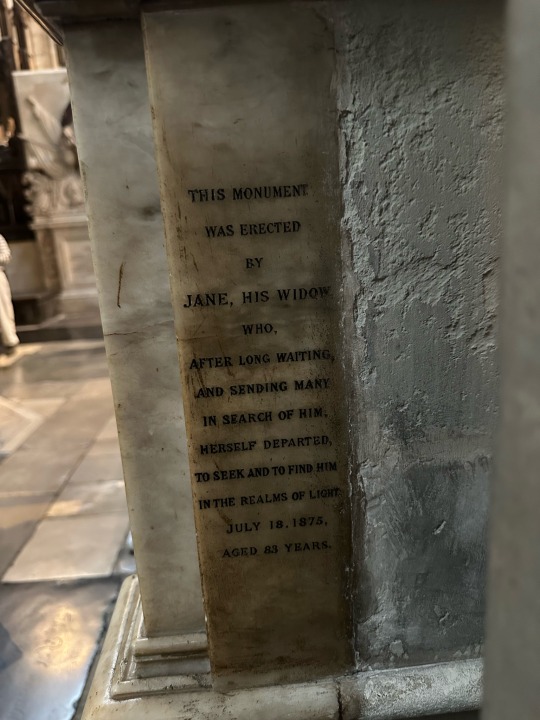 THIS MONUMENT
WAS ERECTED
BY
JANE, HIS WIDOW,
WHO,
AFTER LONG WAITING,
AND SENDING MANY
IN SEARCH OF HIM,
HERSELF DEPARTED,
TO SEEK AND TO FIND HIM
IN THE REALMS OF LIGHT
JULY 18. 1875,
AGED 83 YEARS.